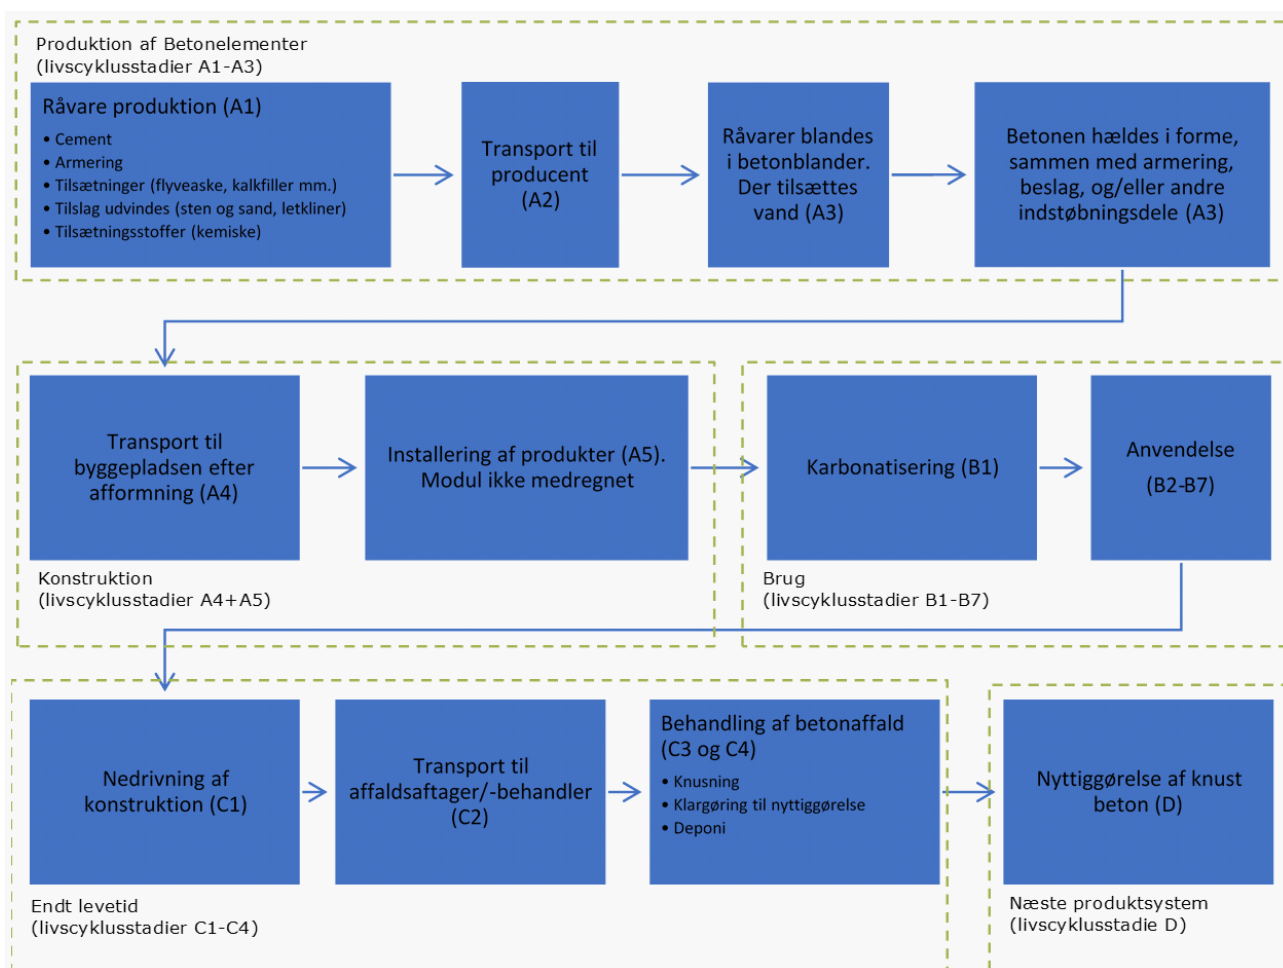 Produktion af Betonelementer
(livscyklusstadier A1-A3)
Råvare produktion (A1)
• Cement
• Armering
• Tilsætninger (flyveaske, kalkfiller mm.)
• Tilslag udvindes (sten og sand, letkliner)
• Tilsætningsstoffer (kemiske)
Transport til
producent
(A2)
Råvarer blandes
i betonblander.
Der tilsættes
vand (A3)
Betonen hældes i forme,
sammen med armering,
beslag, og/eller andre
indstøbningsdele (A3)
Transport til
byggepladsen efter
afformning (A4)
Installering af produkter (A5).
Modul ikke medregnet
Konstruktion
(livscyklusstadier A4+A5)
Karbonatisering (B1)
Anvendelse
(B2-B7)
Brug
(livscyklusstadier B1-B7)
Nedrivning af
konstruktion (C1)
Transport til
affaldsaftager/-behandler
(C2)
Behandling af betonaffald
(C3 og C4)
• Knusning
• Klargøring til nyttiggørelse
• Deponi
Endt levetid
(livscyklusstadier C1-C4)
Nyttiggørelse af knust
beton (D)
Næste produktsystem
(livscyklusstadie D)